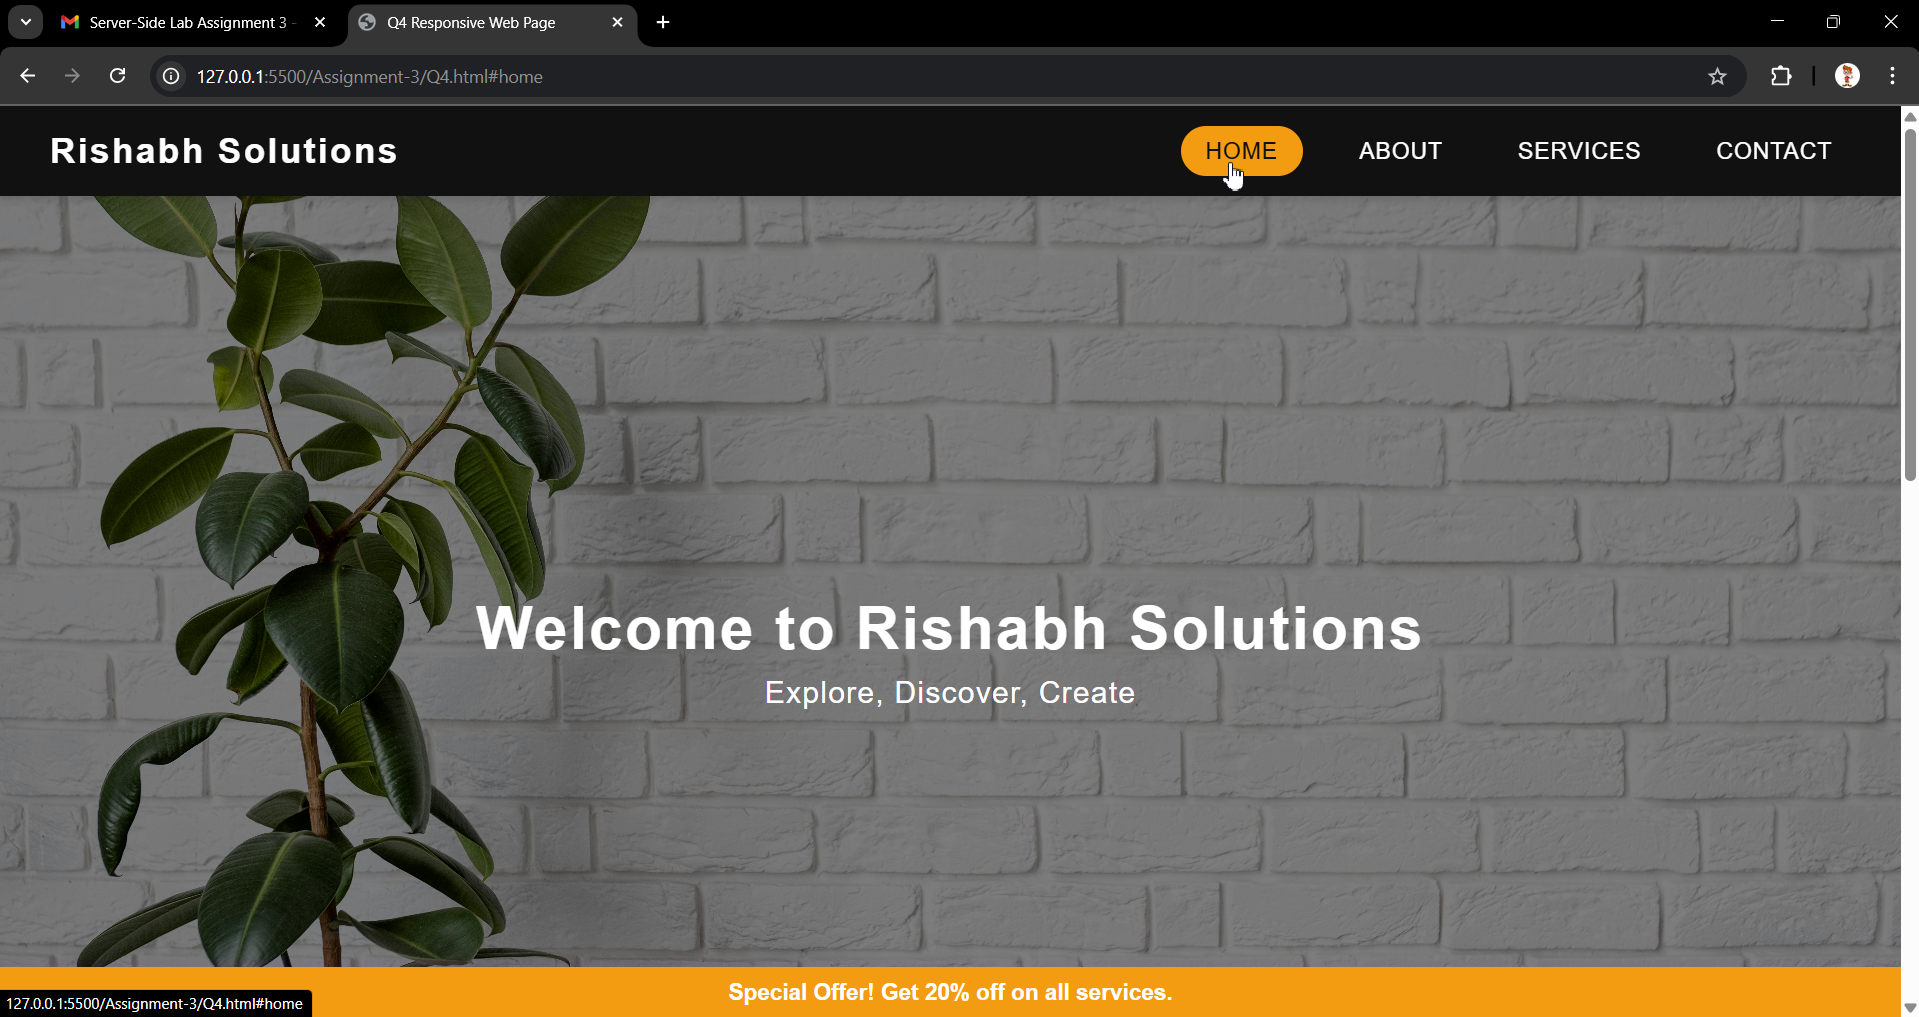 Server-Side Lab Assignment 3 -
Q4 Responsive Web Page
127.0.0.1:5500/Assignment-3/Q4.html#home
Rishabh Solutions
HOME
ABOUT
SERVICES
CONTACT
Welcome to Rishabh Solutions
Explore, Discover, Create
Special Offer! Get 20% off on all services.
127.0.0.1:5500/Assignment-3/Q4.html#home